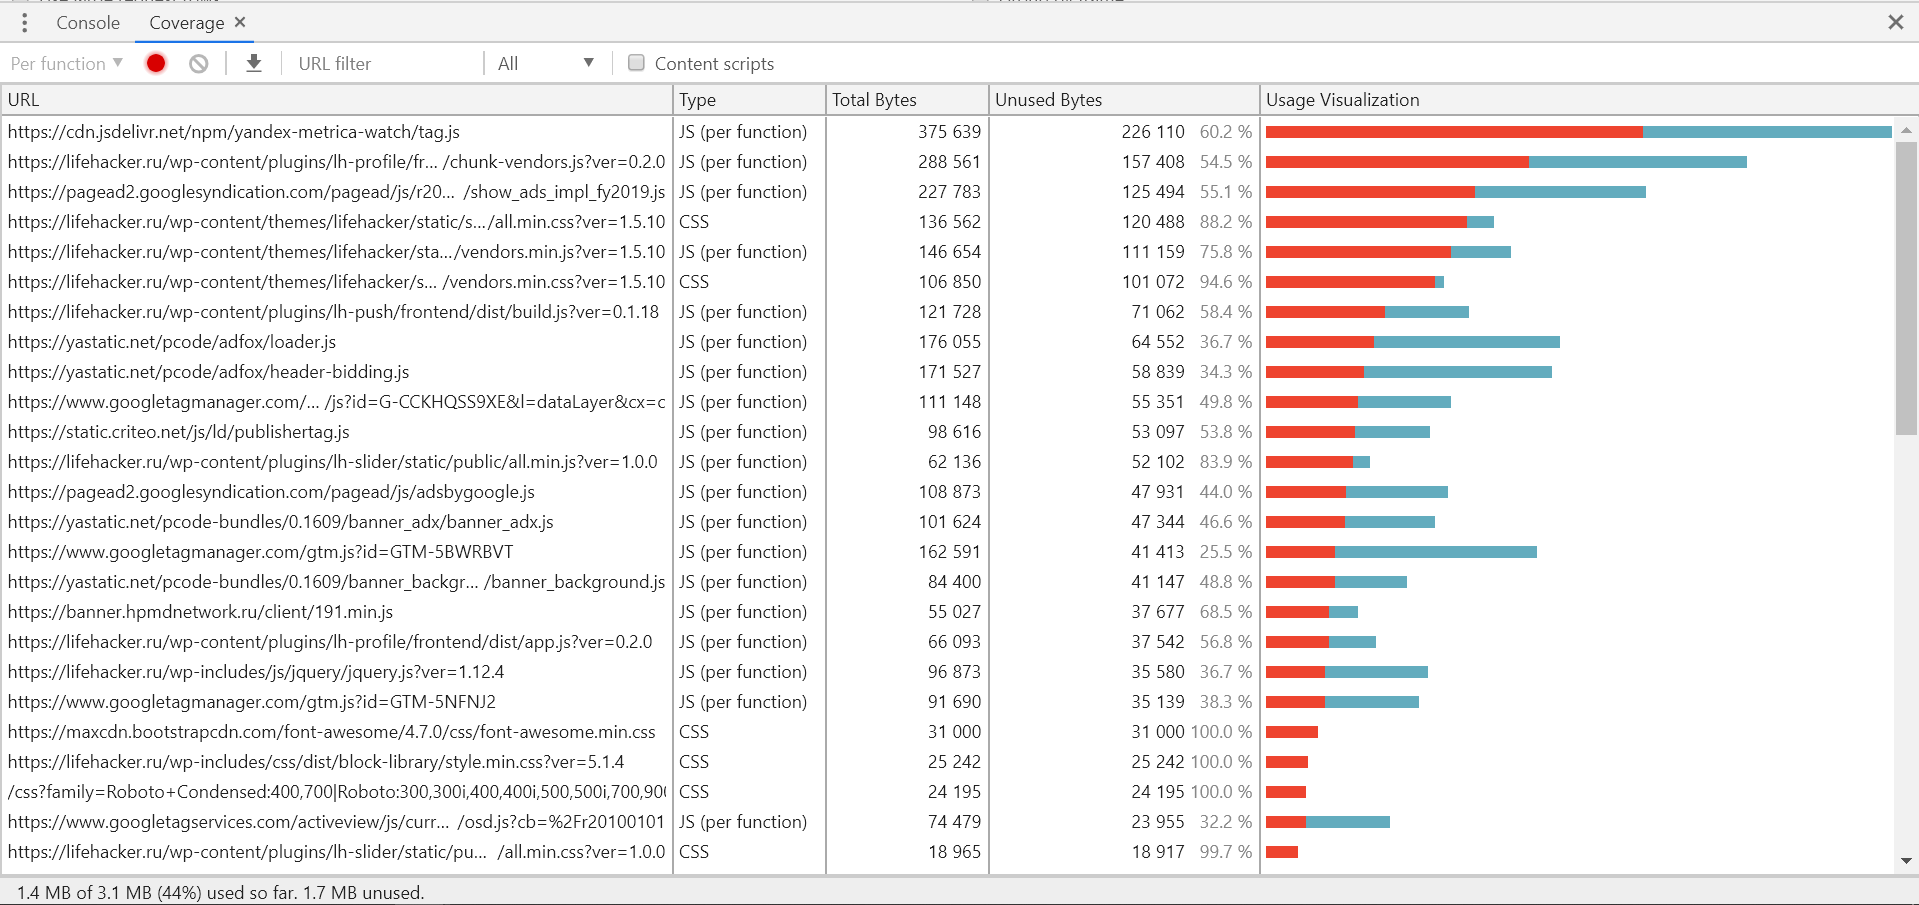 Console
Coverage ×
Per function ▼
URL filter
All ▼
Content scripts
URL Type Total Bytes Unused Bytes Usage Visualization
https://cdn.jsdelivr.net/npm/yandex-metrica-watch/tag.js JS (per function) 375 639 226 110 60.2 %
https://lifehacker.ru/wp-content/plugins/lh-profile/fr… /chunk-vendors.js?ver=0.2.0 JS (per function) 288 561 157 408 54.5 %
https://pagead2.googlesyndication.com/pagead/js/r20… /show_ads_impl_fy2019.js JS (per function) 227 783 125 494 55.1 %
https://lifehacker.ru/wp-content/themes/lifehacker/static/s…/all.min.css?ver=1.5.10 CSS 136 562 120 488 88.2 %
https://lifehacker.ru/wp-content/themes/lifehacker/sta…/vendors.min.js?ver=1.5.10 JS (per function) 146 654 111 159 75.8 %
https://lifehacker.ru/wp-content/themes/lifehacker/s… /vendors.min.css?ver=1.5.10 CSS 106 850 101 072 94.6 %
https://lifehacker.ru/wp-content/plugins/lh-push/frontend/dist/build.js?ver=0.1.18 JS (per function) 121 728 71 062 58.4 %
https://yastatic.net/pcode/adfox/loader.js JS (per function) 176 055 64 552 36.7 %
https://yastatic.net/pcode/adfox/header-bidding.js JS (per function) 171 527 58 839 34.3 %
https://www.googletagmanager.com/… /js?id=G-CCKHQSS9XE&l=dataLayer&cx=c JS (per function) 111 148 55 351 49.8 %
https://static.criteo.net/js/ld/publishertag.js JS (per function) 98 616 53 097 53.8 %
https://lifehacker.ru/wp-content/plugins/lh-slider/static/public/all.min.js?ver=1.0.0 JS (per function) 62 136 52 102 83.9 %
https://pagead2.googlesyndication.com/pagead/js/adsbygoogle.js JS (per function) 108 873 47 931 44.0 %
https://yastatic.net/pcode-bundles/0.1609/banner_adx/banner_adx.js JS (per function) 101 624 47 344 46.6 %
https://www.googletagmanager.com/gtm.js?id=GTM-5BWRBVT JS (per function) 162 591 41 413 25.5 %
https://yastatic.net/pcode-bundles/0.1609/banner_backgr… /banner_background.js JS (per function) 84 400 41 147 48.8 %
https://banner.hpmdnetwork.ru/client/191.min.js JS (per function) 55 027 37 677 68.5 %
https://lifehacker.ru/wp-content/plugins/lh-profile/frontend/dist/app.js?ver=0.2.0 JS (per function) 66 093 37 542 56.8 %
https://lifehacker.ru/wp-includes/js/jquery/jquery.js?ver=1.12.4 JS (per function) 96 873 35 580 36.7 %
https://www.googletagmanager.com/gtm.js?id=GTM-5NFNJ2 JS (per function) 91 690 35 139 38.3 %
https://maxcdn.bootstrapcdn.com/font-awesome/4.7.0/css/font-awesome.min.css CSS 31 000 31 000 100.0 %
https://lifehacker.ru/wp-includes/css/dist/block-library/style.min.css?ver=5.1.4 CSS 25 242 25 242 100.0 %
/css?family=Roboto+Condensed:400,700|Roboto:300,300i,400,400i,500,500i,700,900 CSS 24 195 24 195 100.0 %
https://www.googletagservices.com/activeview/js/curr… /osd.js?cb=%2Fr20100101 JS (per function) 74 479 23 955 32.2 %
https://lifehacker.ru/wp-content/plugins/lh-slider/static/pu… /all.min.css?ver=1.0.0 CSS 18 965 18 917 99.7 %
1.4 MB of 3.1 MB (44%) used so far. 1.7 MB unused.